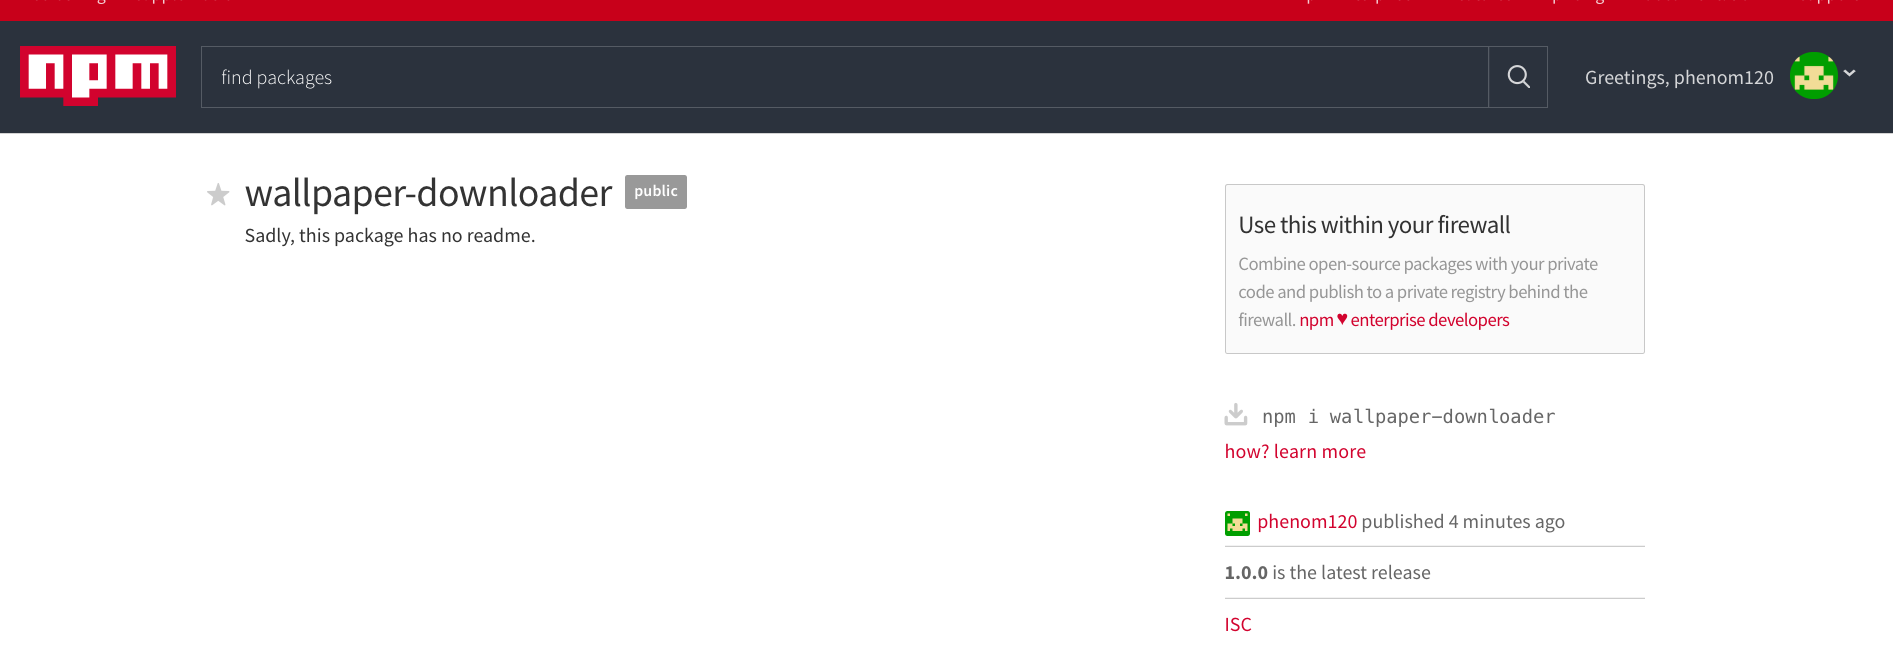 npm
find packages
Greetings, phenom120
wallpaper-downloader public
Sadly, this package has no readme.
Use this within your firewall
Combine open-source packages with your private
code and publish to a private registry behind the
firewall. npm ♥ enterprise developers
npm i wallpaper-downloader
how? learn more
phenom120 published 4 minutes ago
1.0.0 is the latest release
ISC